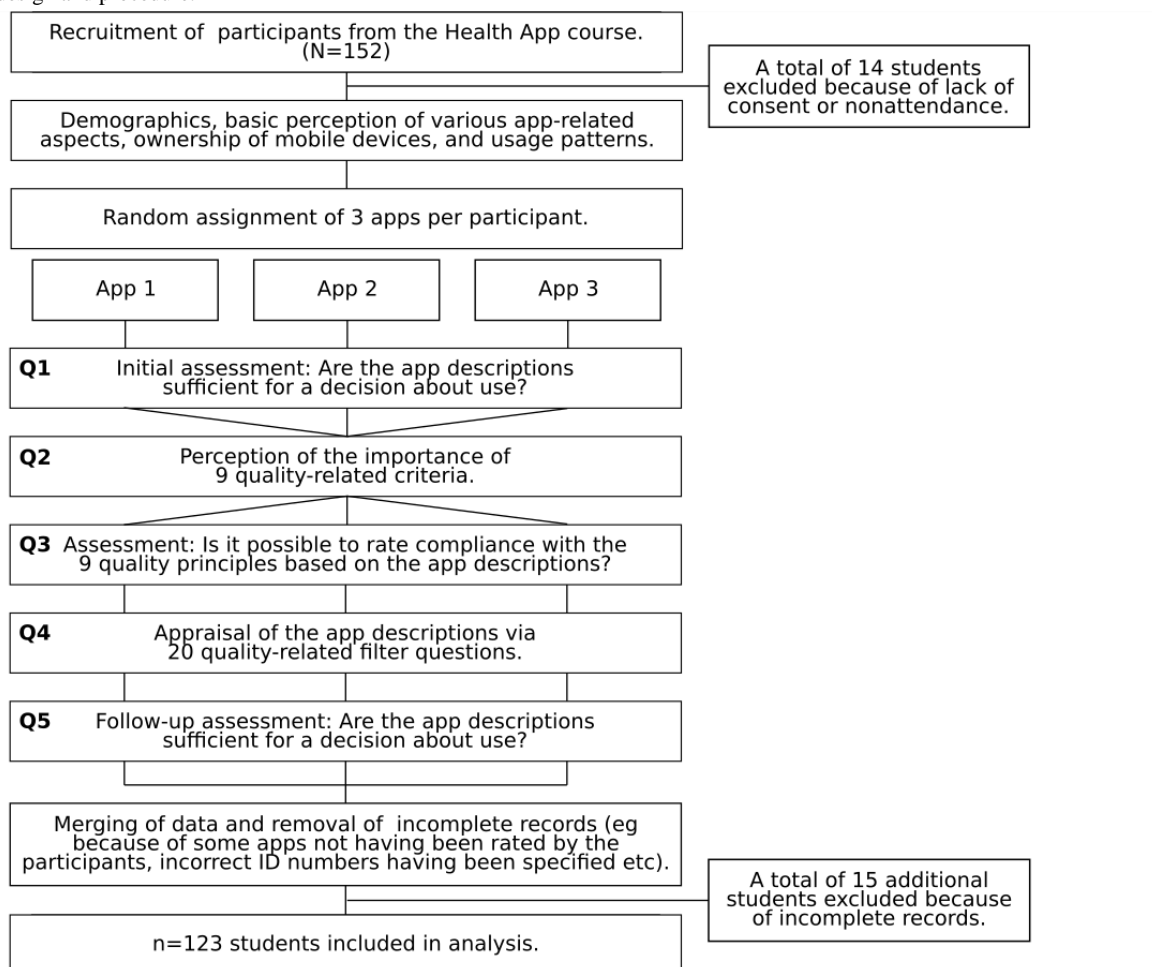 Recruitment of participants from the Health App course.
(N=152)
A total of 14 students
excluded because of lack of
consent or nonattendance.
Demographics, basic perception of various app-related
aspects, ownership of mobile devices, and usage patterns.
Random assignment of 3 apps per participant.
App 1
App 2
App 3
Q1 Initial assessment: Are the app descriptions
sufficient for a decision about use?
Q2 Perception of the importance of
9 quality-related criteria.
Q3 Assessment: Is it possible to rate compliance with the
9 quality principles based on the app descriptions?
Q4 Appraisal of the app descriptions via
20 quality-related filter questions.
Q5 Follow-up assessment: Are the app descriptions
sufficient for a decision about use?
Merging of data and removal of incomplete records (eg
because of some apps not having been rated by the
participants, incorrect ID numbers having been specified etc).
A total of 15 additional
students excluded because
of incomplete records.
n=123 students included in analysis.